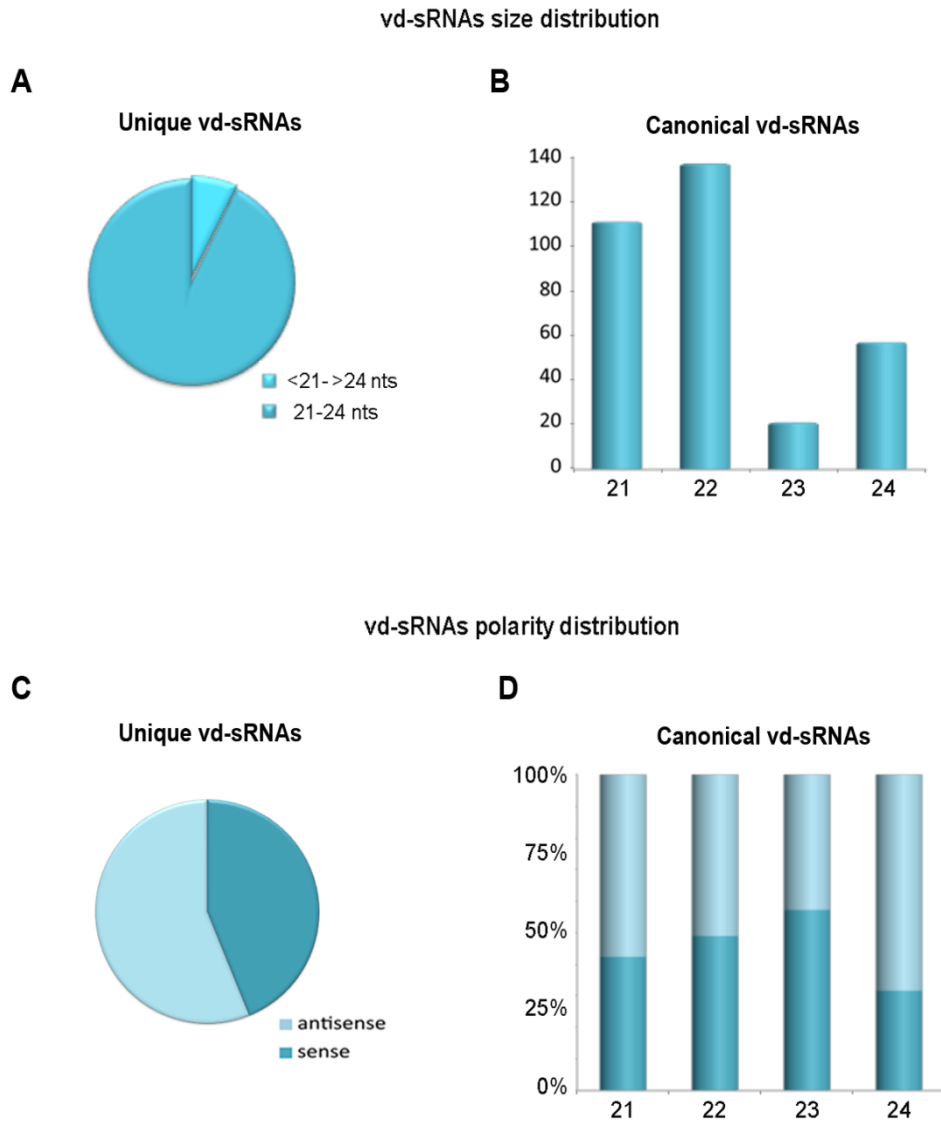 vd-sRNAs size distribution
A
Unique vd-sRNAs
<21->24 nts
21-24 nts
B
Canonical vd-sRNAs
140
120
100
80
60
40
20
0
21 22 23 24
vd-sRNAs polarity distribution
C
Unique vd-sRNAs
antisense
sense
D
Canonical vd-sRNAs
100%
75%
50%
25%
0%
21 22 23 24